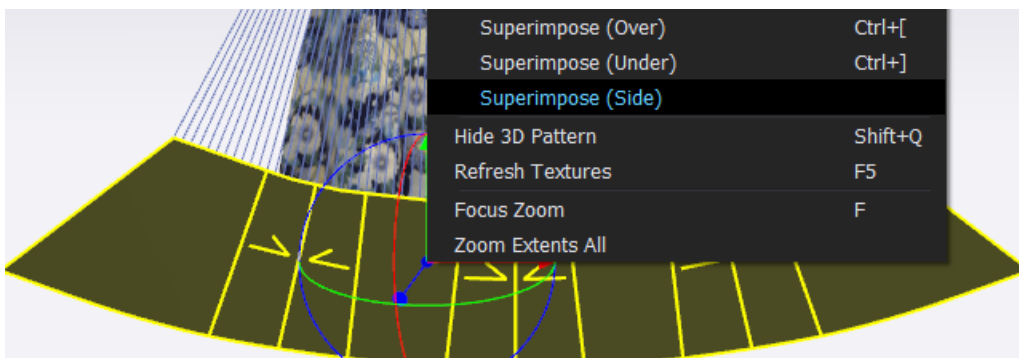 Superimpose (Over) Ctrl+[
Superimpose (Under) Ctrl+]
Superimpose (Side)
Hide 3D Pattern Shift+Q
Refresh Textures F5
Focus Zoom F
Zoom Extents All